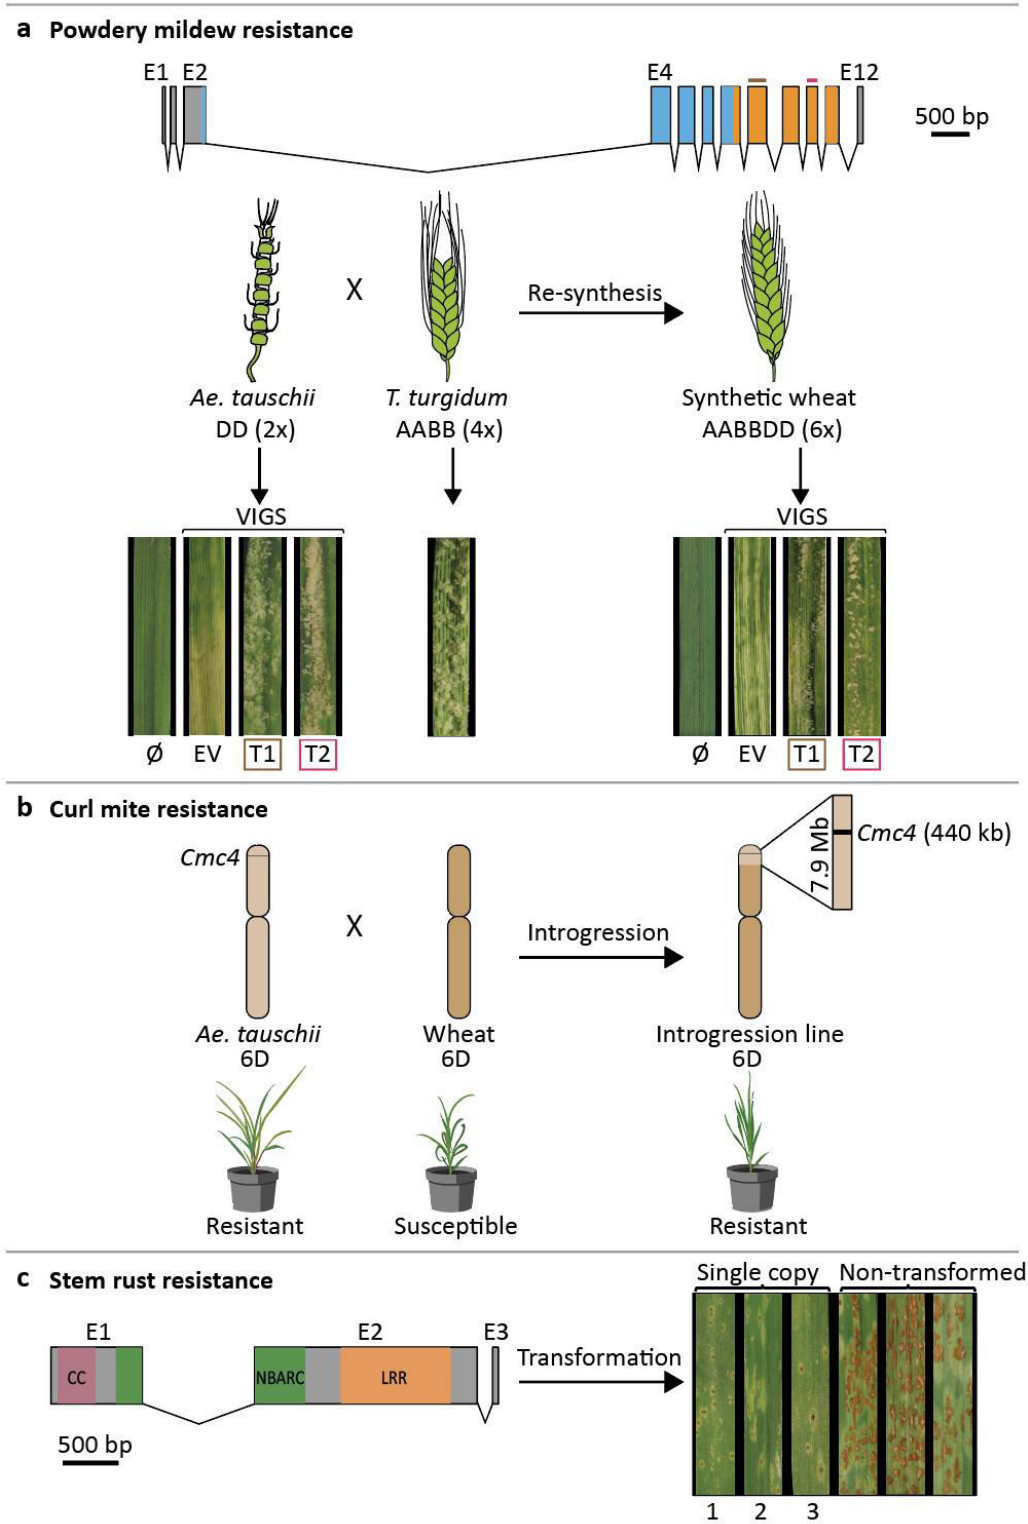 a Powdery mildew resistance
E1 E2 E4 E12
500 bp
X
Re-synthesis
Ae. tauschii T. turgidum Synthetic wheat
DD (2x) AABB (4x) AABBDD (6x)
VIGS VIGS
Ø EV T1 T2 Ø EV T1 T2
b Curl mite resistance
Cmc4
7.9 Mb
Cmc4 (440 kb)
X
Introgression
Ae. tauschii Wheat Introgression line
6D 6D 6D
Resistant Susceptible Resistant
c Stem rust resistance
Single copy Non-transformed
E1 E2 E3
Transformation
CC NBARC LRR
500 bp
1 2 3